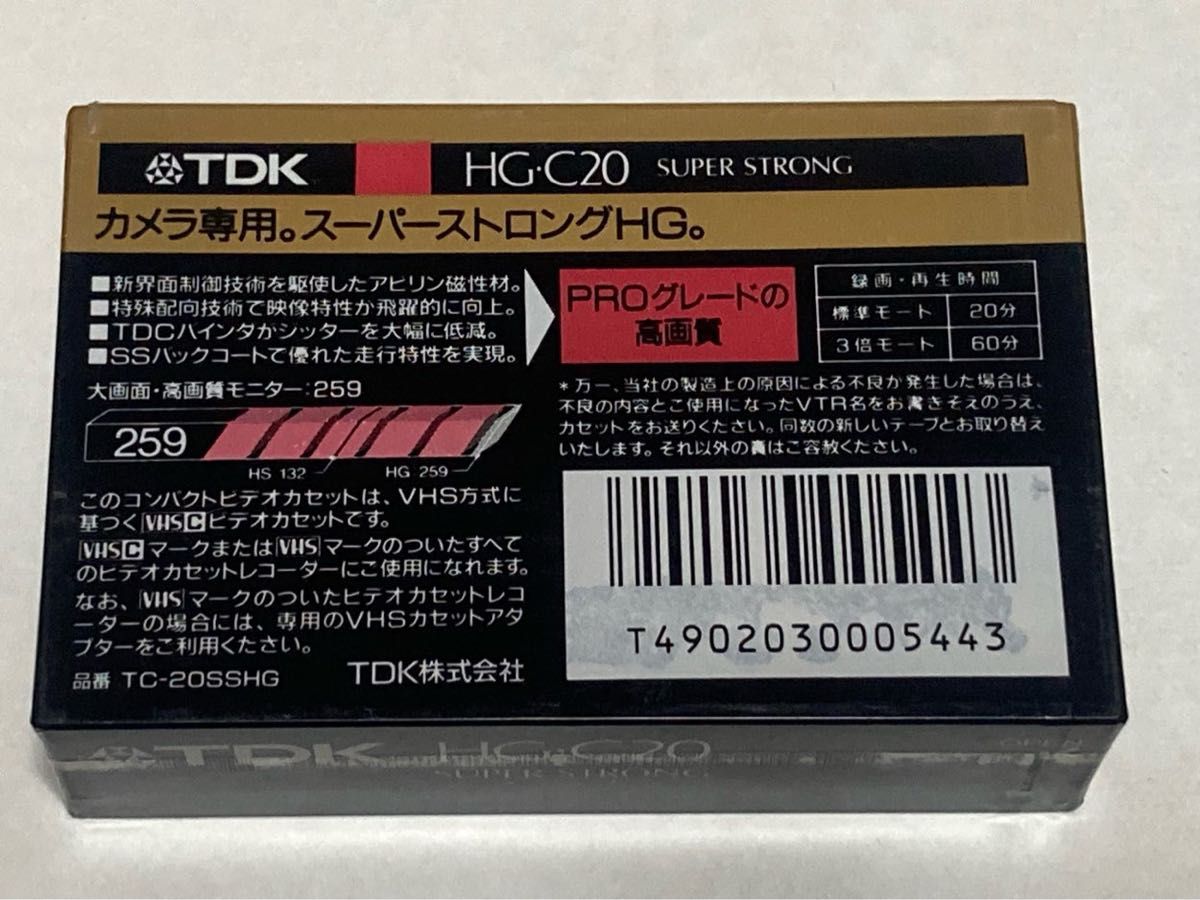 TDK HG·C20 SUPER STRONG
カメラ専用。スーパーストロングHG。
■新界面制御技術を駆使したアビリン磁性材。
■特殊配向技術で映像特性が飛躍的に向上。
■TDCバインダがジッターを大幅に低減。
■SSバックコートで優れた走行特性を実現。
PROグレードの
高画質
録画・再生時間
標準モート 20分
3倍モート 60分
大画面・高画質モニター:259
259
HS 132 HG 259
このコンパクトビデオカセットは、VHS方式に
基づくVHS Cビデオカセットです。
VHS CマークまたはVHSマークのついたすべて
のビデオカセットレコーダーにご使用になれます。
なお、VHSマークのついたビデオカセットレコ
ーダーの場合には、専用のVHSカセットアダ
プターをご利用ください。
品番 TC-20SSHG TDK株式会社
*万一、当社の製造上の原因による不良が発生した場合は、
不良の内容とご使用になったVTR名をお書きそえのうえ、
カセットをお送りください。同数の新しいテープとお取り替え
いたします。それ以外の責はご容赦ください。
T4902030005443
TDK HG·C20
SUPER STRONG
OPEN